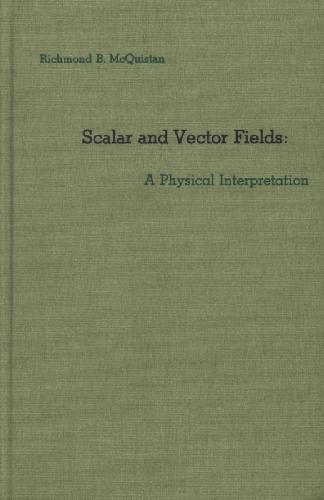 Richmond B. McQuistan
Scalar and Vector Fields:
A Physical Interpretation